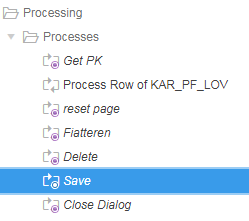 Processing
Processes
Get PK
Process Row of KAR_PF_LOV
reset page
Fiatteren
Delete
Save
Close Dialog